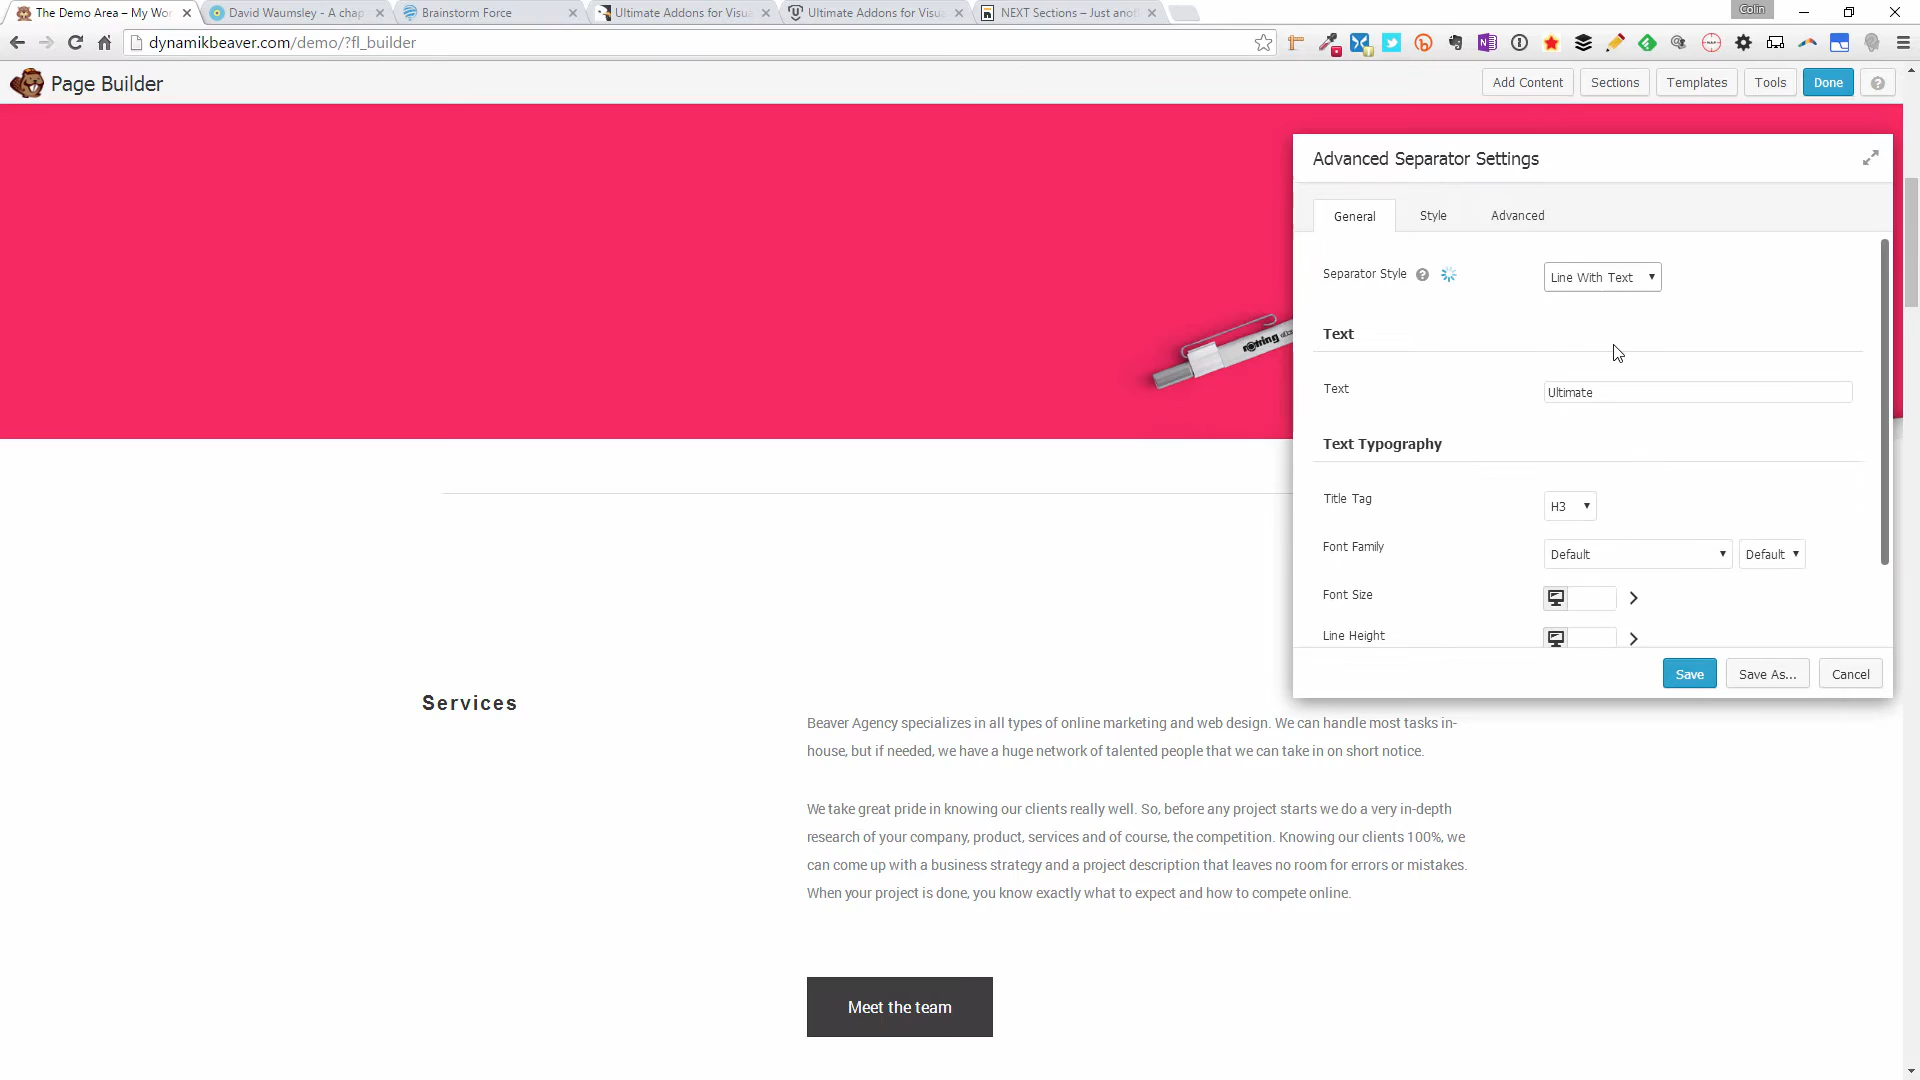 The Demo Area – My Wor
David Waumsley - A chap
Brainstorm Force
Ultimate Addons for Visua
Ultimate Addons for Visua
NEXT Sections – Just anot
Colin
dynamikbeaver.com/demo/?fl_builder
Page Builder
Add Content
Sections
Templates
Tools
Done
Advanced Separator Settings
General
Style
Advanced
Separator Style
Line With Text
Text
Text
Ultimate
Text Typography
Title Tag
H3
Font Family
Default
Default
Font Size
Line Height
Save
Save As...
Cancel
rotring
Services
Beaver Agency specializes in all types of online marketing and web design. We can handle most tasks in-
house, but if needed, we have a huge network of talented people that we can take in on short notice.
We take great pride in knowing our clients really well. So, before any project starts we do a very in-depth
research of your company, product, services and of course, the competition. Knowing our clients 100%, we
can come up with a business strategy and a project description that leaves no room for errors or mistakes.
When your project is done, you know exactly what to expect and how to compete online.
Meet the team